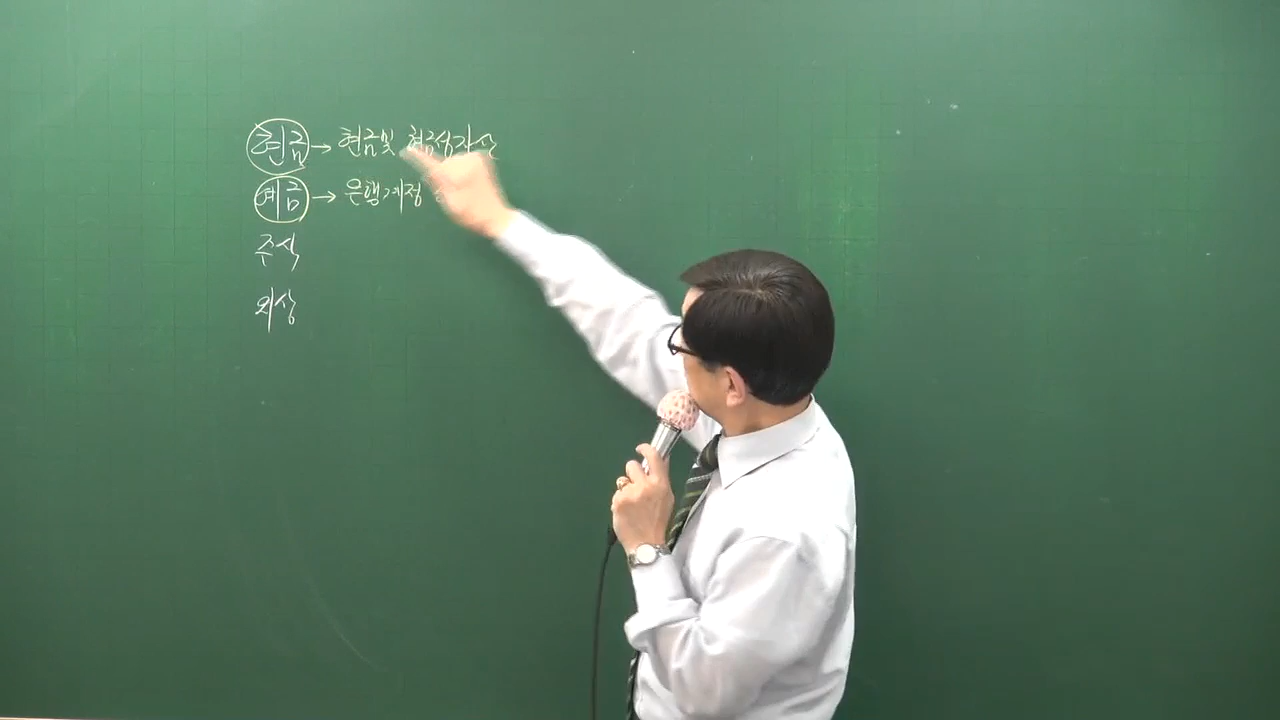 현금 → 현금및 현금성자산
예금 → 은행계정
주식
외상